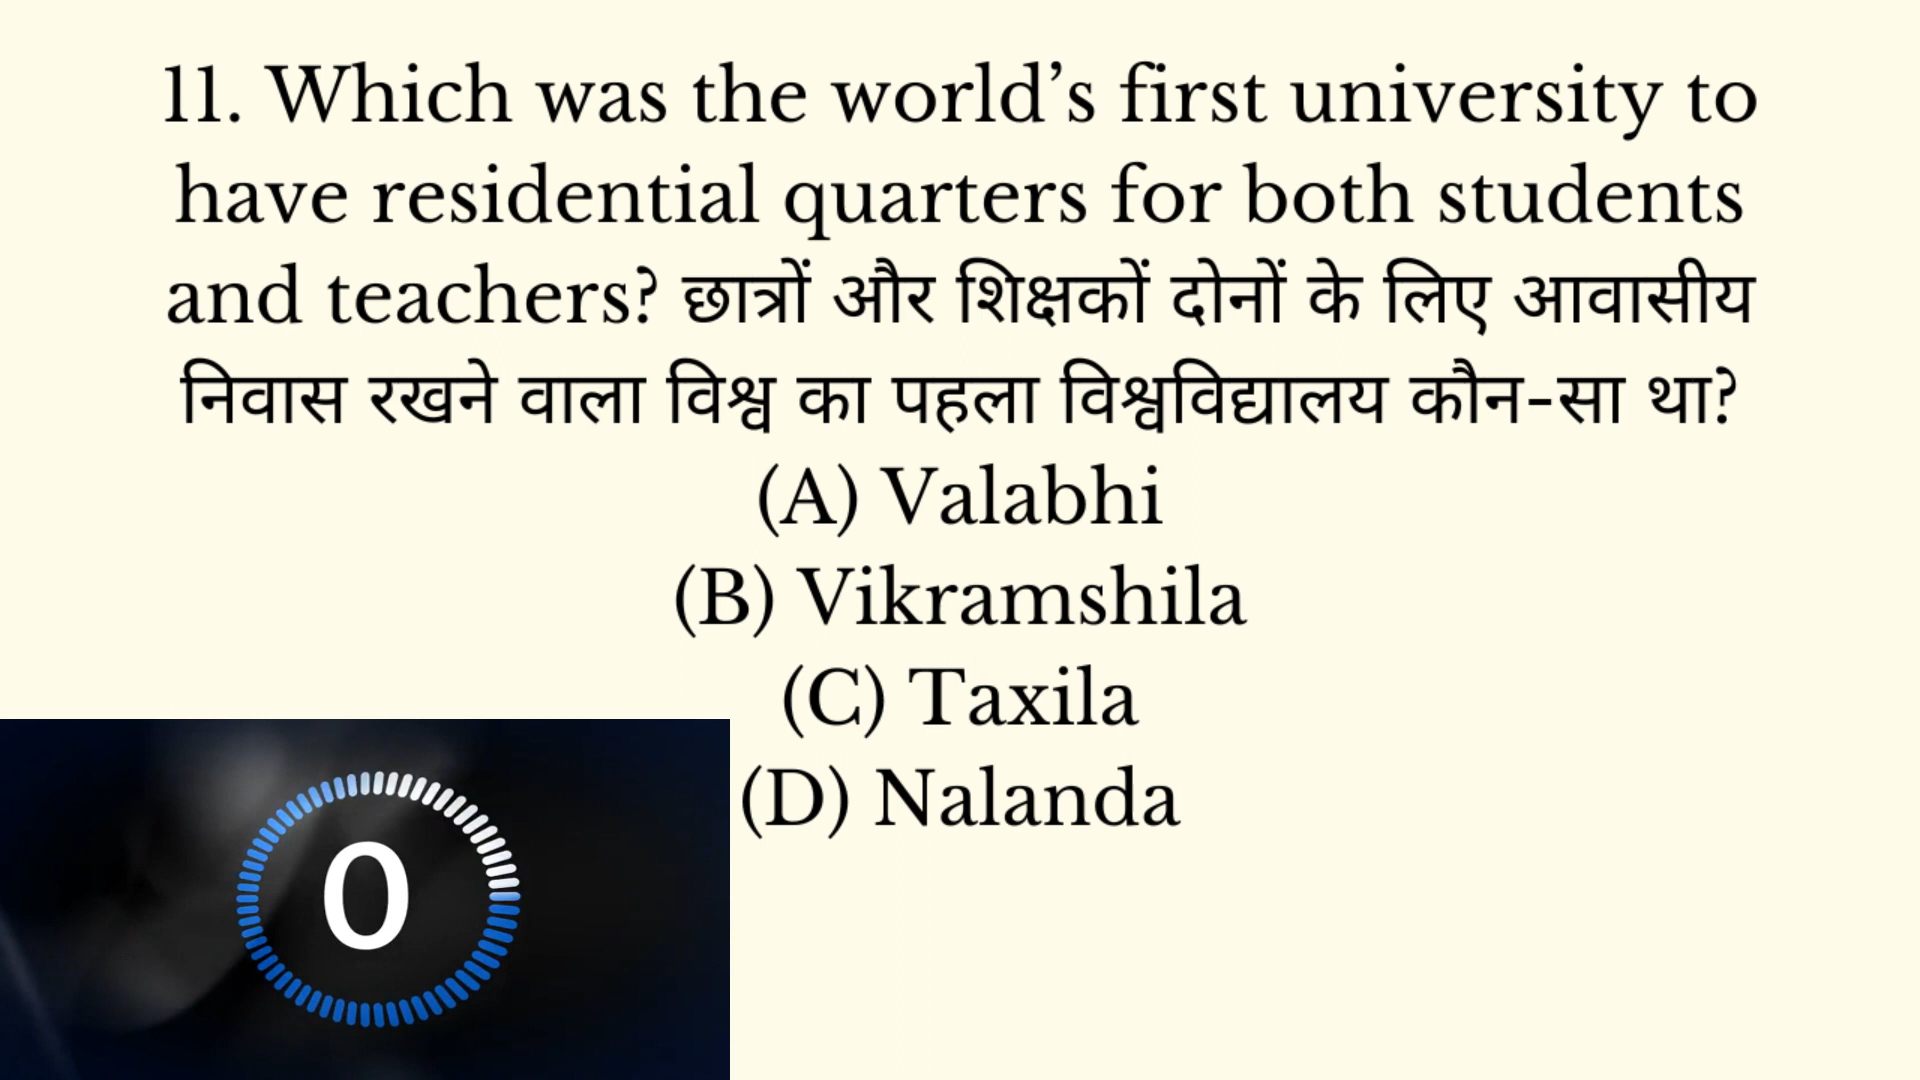 11. Which was the world’s first university to
have residential quarters for both students
and teachers? छात्रों और शिक्षकों दोनों के लिए आवासीय
निवास रखने वाला विश्व का पहला विश्वविद्यालय कौन-सा था?
(A) Valabhi
(B) Vikramshila
(C) Taxila
(D) Nalanda
0